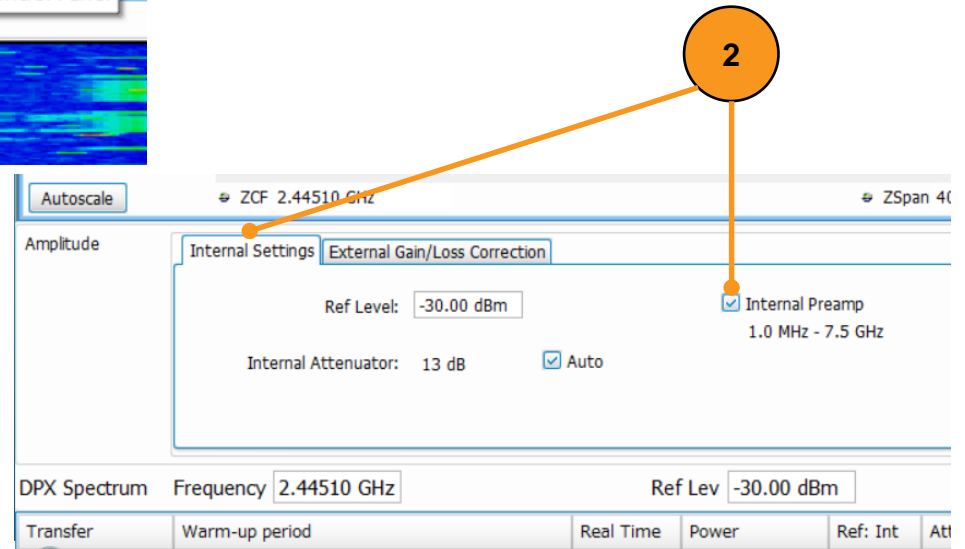 2
Autoscale
ZCF 2.44510 GHz
ZSpan 40
Amplitude
Internal Settings External Gain/Loss Correction
Ref Level: -30.00 dBm
Internal Preamp
1.0 MHz - 7.5 GHz
Internal Attenuator: 13 dB Auto
DPX Spectrum Frequency 2.44510 GHz Ref Lev -30.00 dBm
Transfer Warm-up period Real Time Power Ref: Int Att